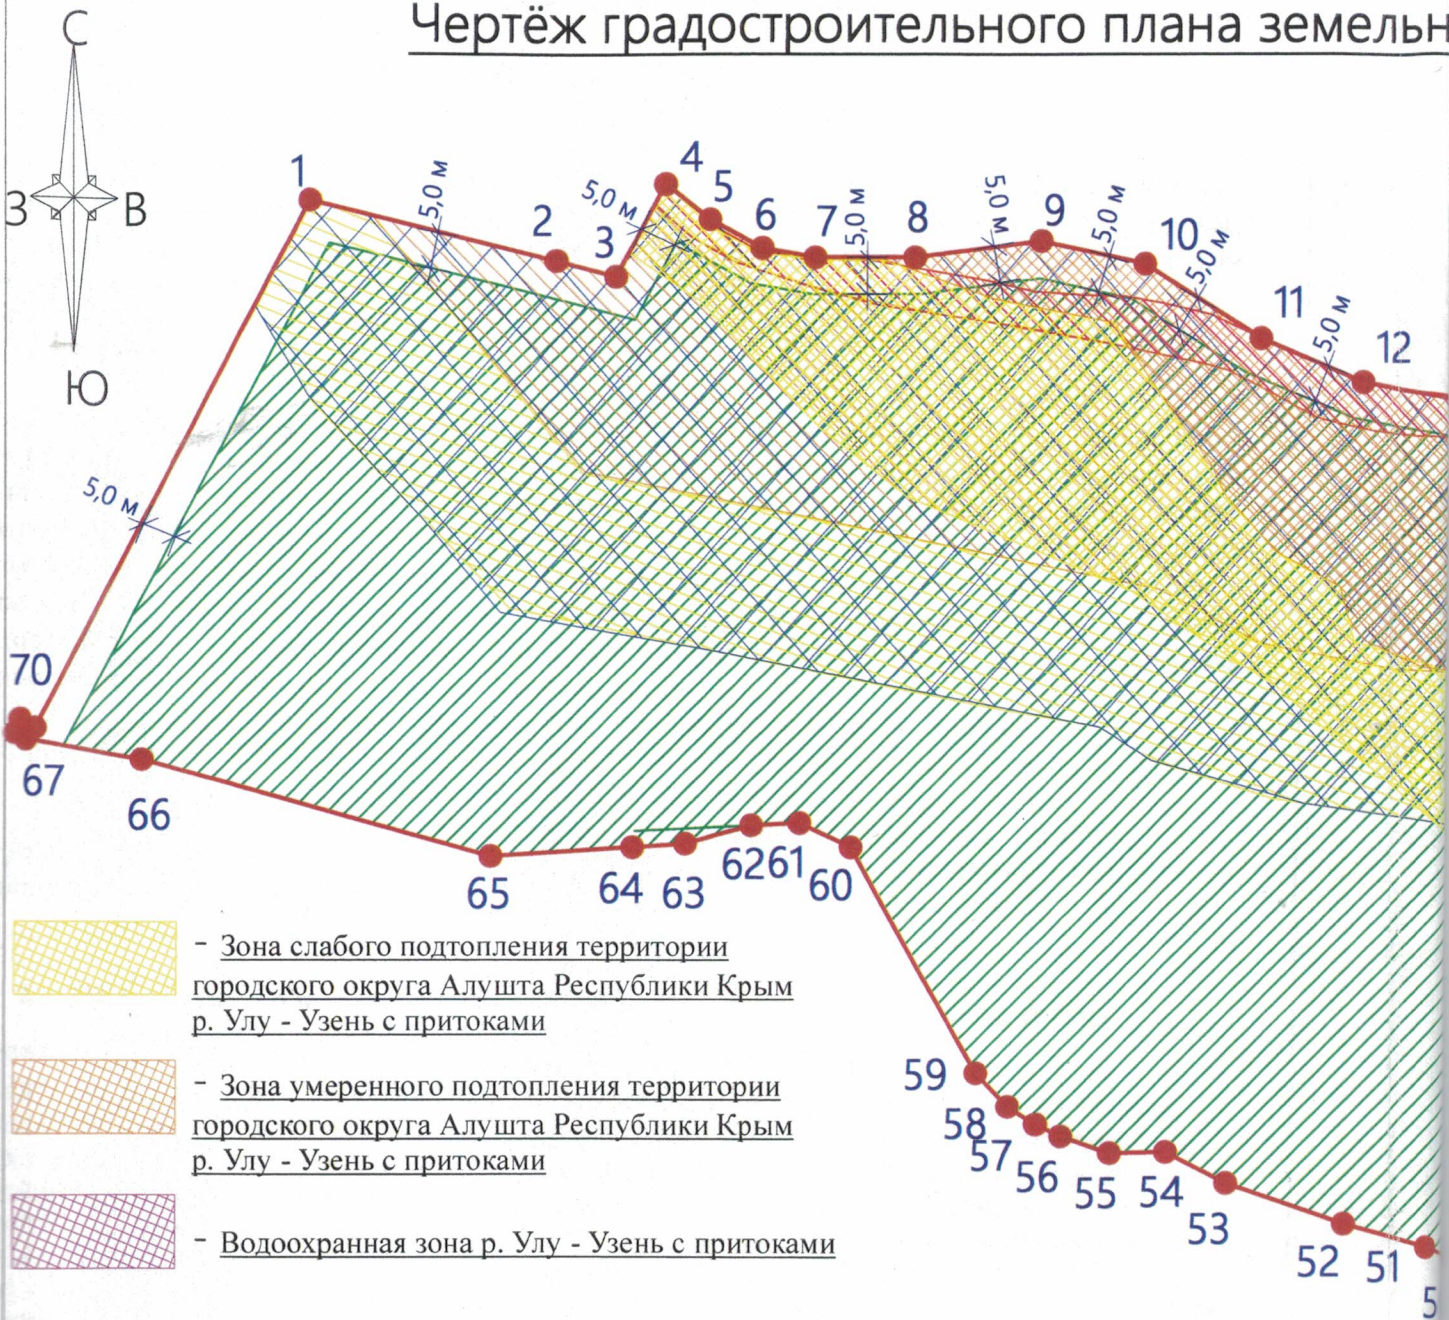 Чертёж градостроительного плана земельн
С
З
В
Ю
1
2
3
4
5
6
7
8
9
10
11
12
5,0 м
5,0 м
5,0 м
5,0 м
5,0 м
5,0 м
5,0 м
5,0 м
70
67
66
65
64
63
62
61
60
59
58
57
56
55
54
53
52
51
5
- Зона слабого подтопления территории
городского округа Алушта Республики Крым
р. Улу - Узень с притоками
- Зона умеренного подтопления территории
городского округа Алушта Республики Крым
р. Улу - Узень с притоками
- Водоохранная зона р. Улу - Узень с притоками